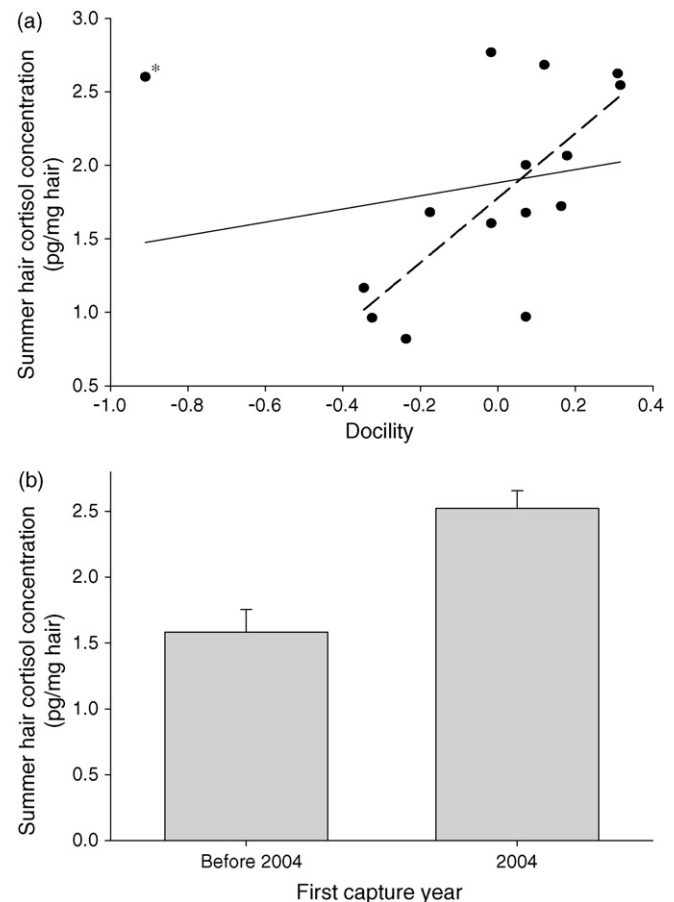 (a)
Summer hair cortisol concentration
(pg/mg hair)
3.0
2.5
2.0
1.5
1.0
0.5
*
-1.0 -0.8 -0.6 -0.4 -0.2 0.0 0.2 0.4
Docility
(b)
Summer hair cortisol concentration
(pg/mg hair)
2.5
2.0
1.5
1.0
0.5
0.0
Before 2004 2004
First capture year